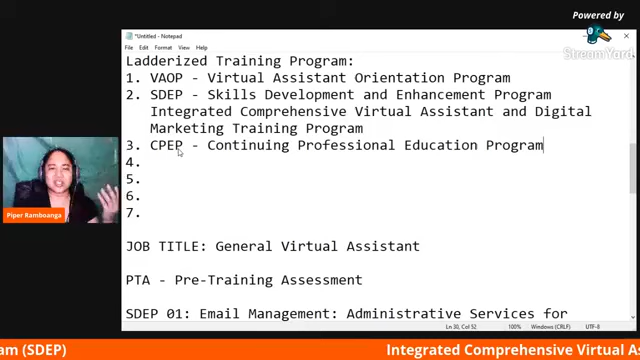 Powered by
StreamYard
*Untitled - Notepad
File Edit Format View Help
Ladderized Training Program:
1. VAOP - Virtual Assistant Orientation Program
2. SDEP - Skills Development and Enhancement Program
Integrated Comprehensive Virtual Assistant and Digital
Marketing Training Program
3. CPEP - Continuing Professional Education Program
4.
5.
6.
7.
JOB TITLE: General Virtual Assistant
PTA - Pre-Training Assessment
SDEP 01: Email Management: Administrative Services for
Ln 30, Col 52 100% Windows (CRLF) UTF-8
Piper Ramboanga
am (SDEP) Integrated Comprehensive Virtual As